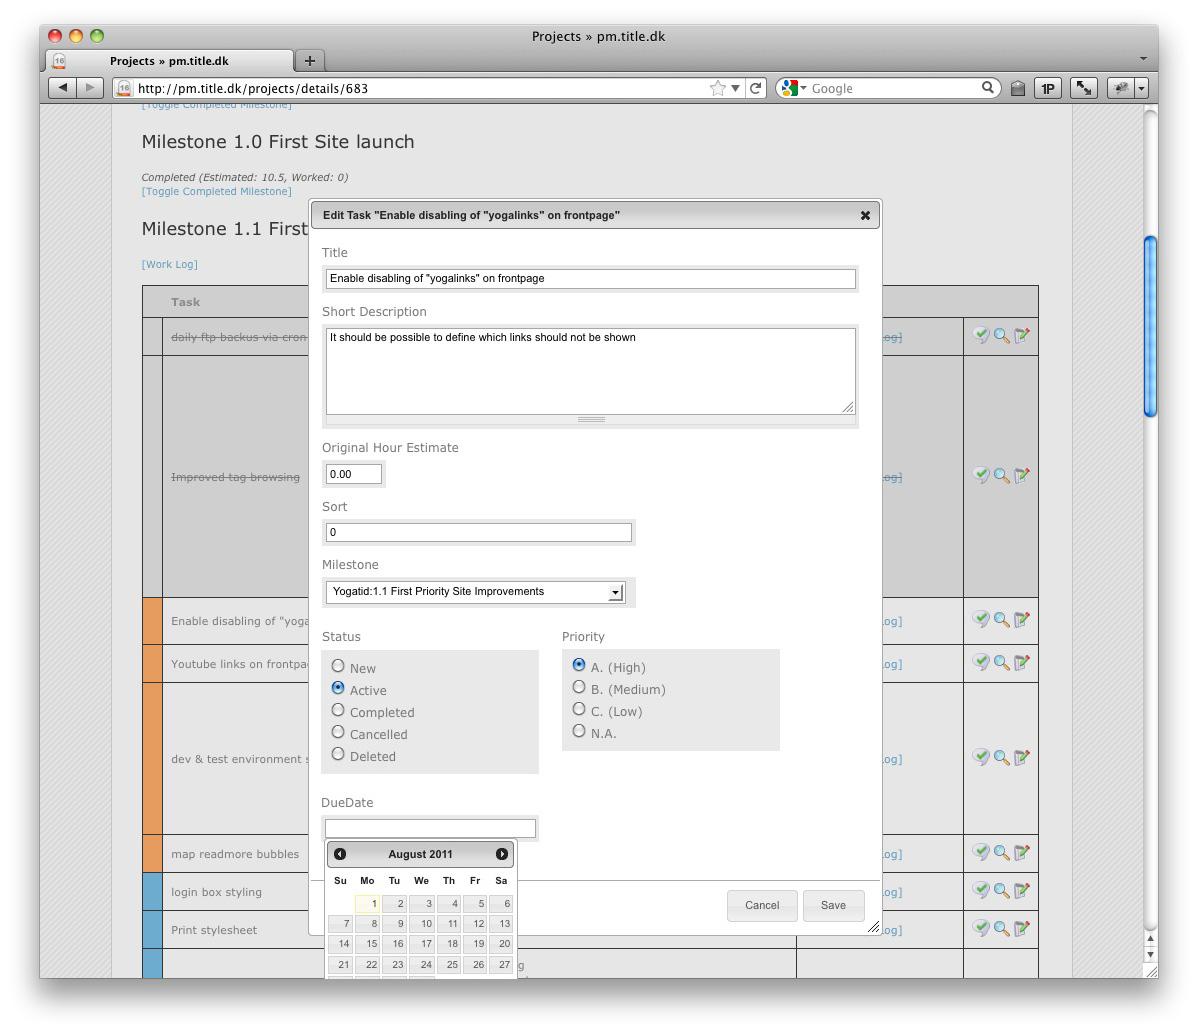 Projects » pm.title.dk
16 Projects » pm.title.dk +
16 http://pm.title.dk/projects/details/683
Google
1P
[Toggle Completed Milestone]
Milestone 1.0 First Site launch
Completed (Estimated: 10.5, Worked: 0)
[Toggle Completed Milestone]
Milestone 1.1 First
[Work Log]
Task
daily ftp backus via cron
og]
Improved tag browsing
og]
Enable disabling of "yoga
og]
Youtube links on frontpa
og]
dev & test environment s
og]
map readmore bubbles
og]
login box styling
og]
Print stylesheet
og]
g
Edit Task "Enable disabling of "yogalinks" on frontpage"
Title
Enable disabling of "yogalinks" on frontpage
Short Description
It should be possible to define which links should not be shown
Original Hour Estimate
0.00
Sort
0
Milestone
Yogatid:1.1 First Priority Site Improvements
Status
New
Active
Completed
Cancelled
Deleted
Priority
A. (High)
B. (Medium)
C. (Low)
N.A.
DueDate
August 2011
Su Mo Tu We Th Fr Sa
1 2 3 4 5 6
7 8 9 10 11 12 13
14 15 16 17 18 19 20
21 22 23 24 25 26 27
Cancel
Save